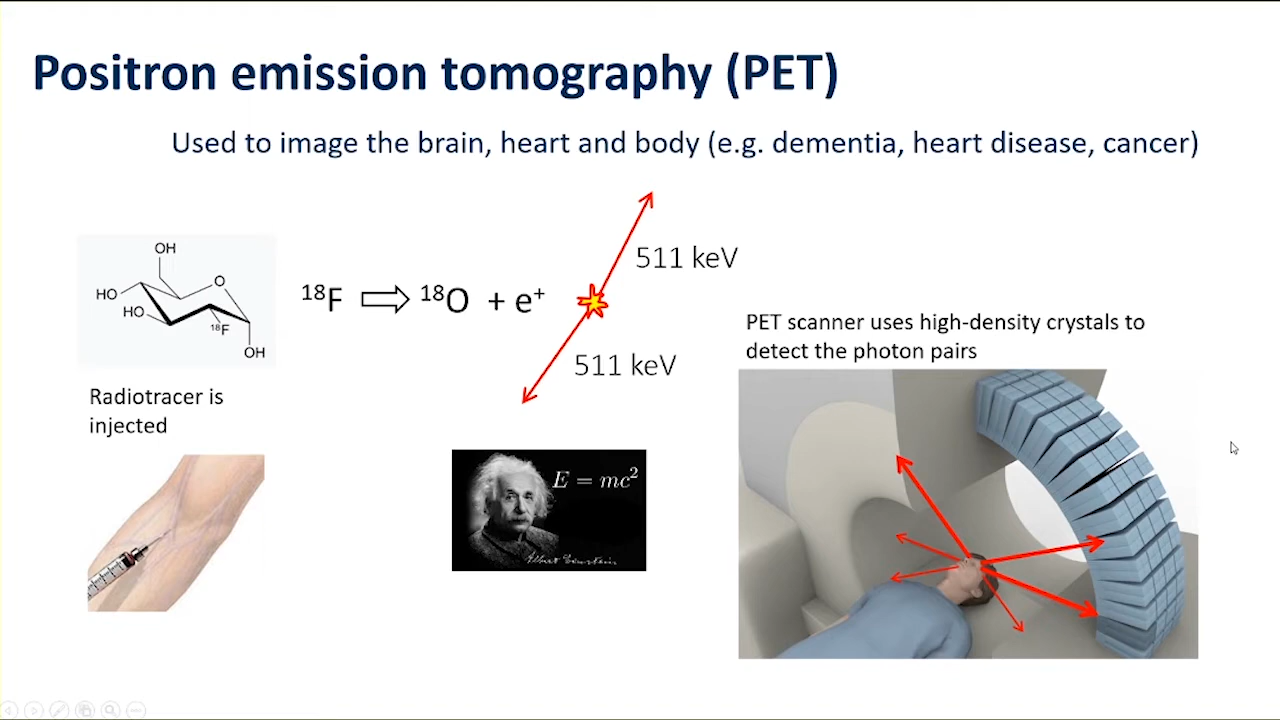 Positron emission tomography (PET)
Used to image the brain, heart and body (e.g. dementia, heart disease, cancer)
OH
O
HO
HO
18F
OH
18F ⇨ 18O + e+
511 keV
511 keV
Radiotracer is
injected
E = mc2
Albert Einstein
PET scanner uses high-density crystals to
detect the photon pairs